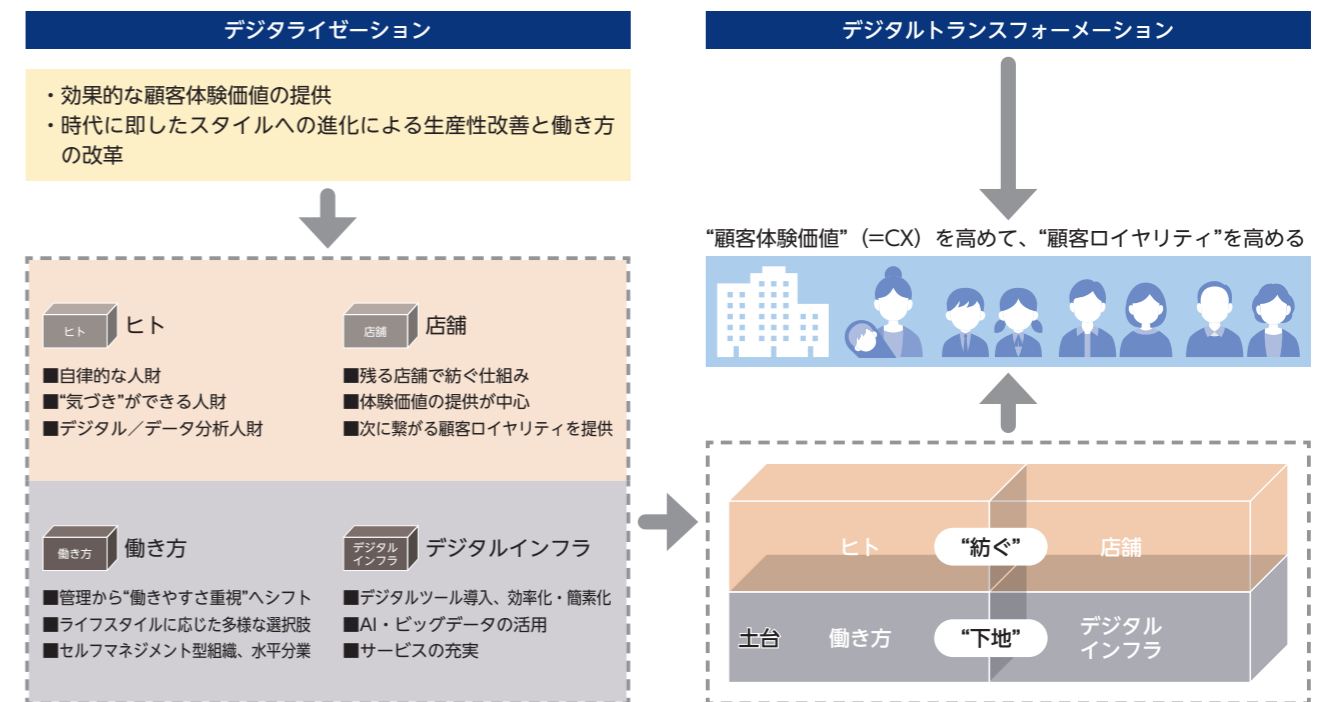 デジタライゼーション
・効果的な顧客体験価値の提供
・時代に即したスタイルへの進化による生産性改善と働き方
の改革
ヒト
ヒト
■自律的な人財
■“気づき”ができる人財
■デジタル／データ分析人財
店舗
店舗
■残る店舗で紡ぐ仕組み
■体験価値の提供が中心
■次に繋がる顧客ロイヤリティを提供
働き方
働き方
■管理から“働きやすさ重視”へシフト
■ライフスタイルに応じた多様な選択肢
■セルフマネジメント型組織、水平分業
デジタル
インフラ
デジタルインフラ
■デジタルツール導入、効率化・簡素化
■AI・ビッグデータの活用
■サービスの充実
デジタルトランスフォーメーション
“顧客体験価値”（=CX）を高めて、“顧客ロイヤリティ”を高める
ヒト
“紡ぐ”
店舗
土台
働き方
“下地”
デジタル
インフラ